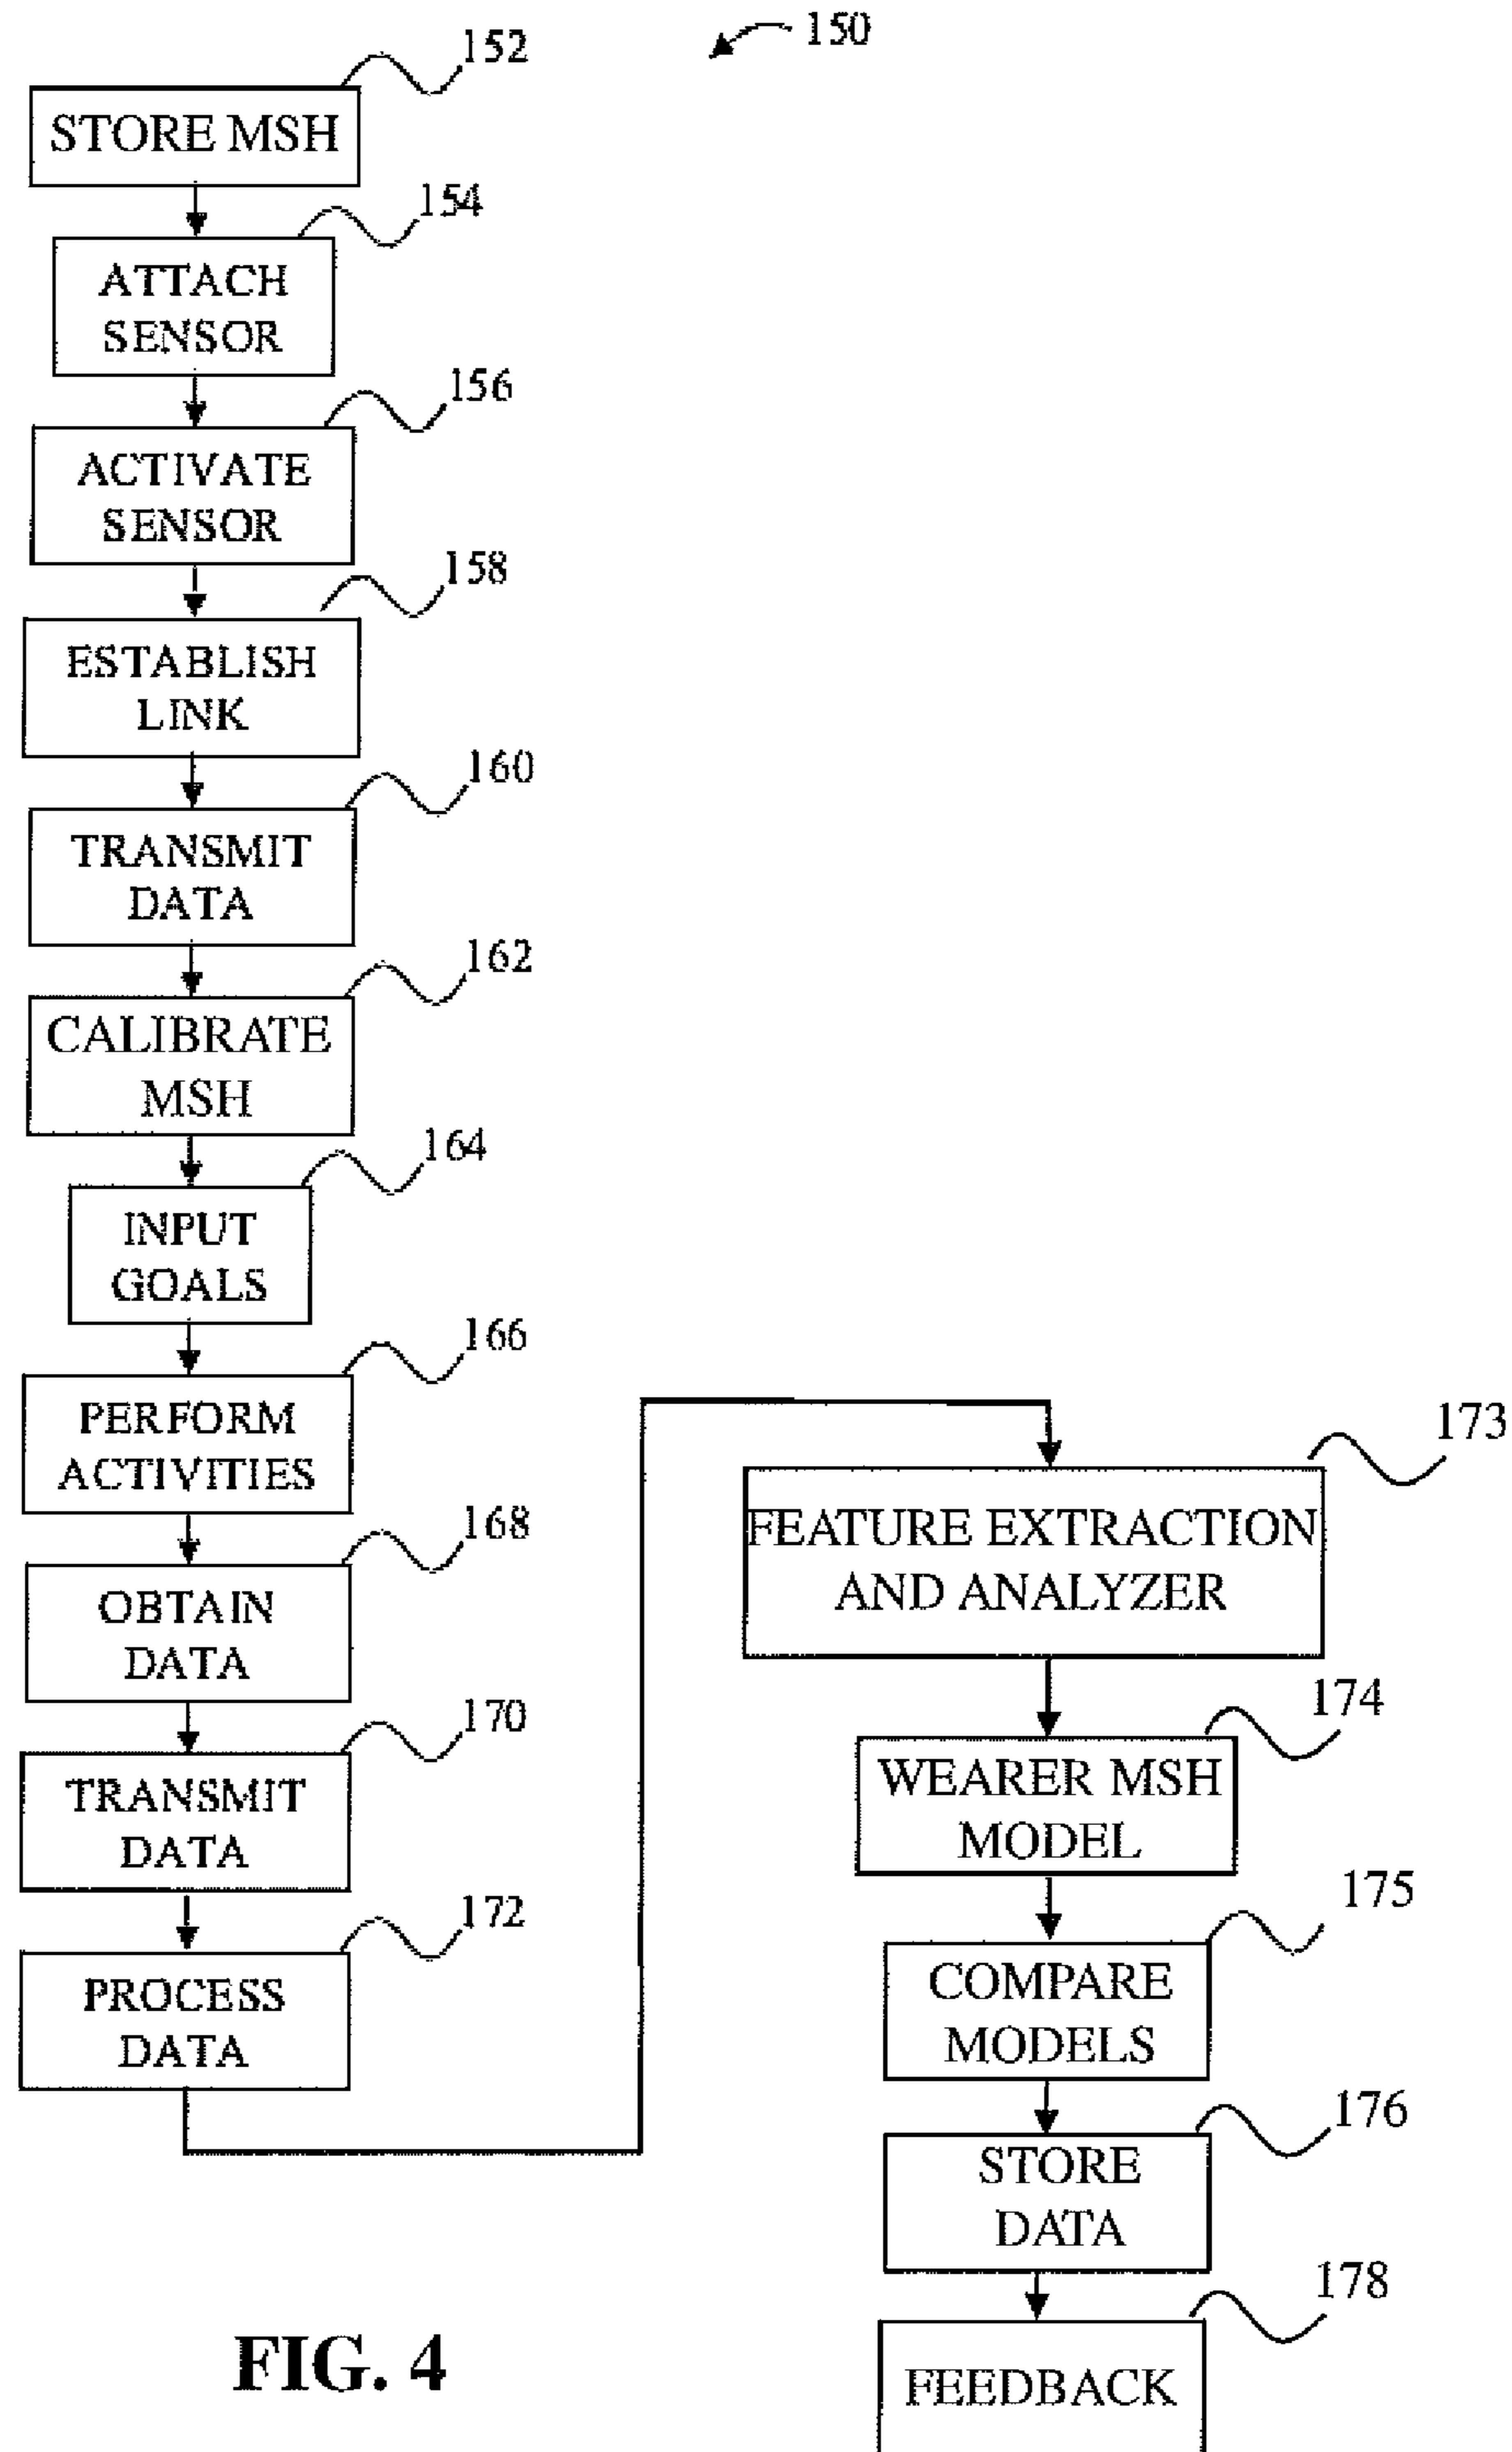 150
152
STORE MSH
154
ATTACH
SENSOR
156
ACTIVATE
SENSOR
158
ESTABLISH
LINK
160
TRANSMIT
DATA
162
CALIBRATE
MSH
164
INPUT
GOALS
166
PERFORM
ACTIVITIES
168
OBTAIN
DATA
170
TRANSMIT
DATA
172
PROCESS
DATA
173
FEATURE EXTRACTION
AND ANALYZER
174
WEARER MSH
MODEL
175
COMPARE
MODELS
176
STORE
DATA
178
FEEDBACK
FIG. 4